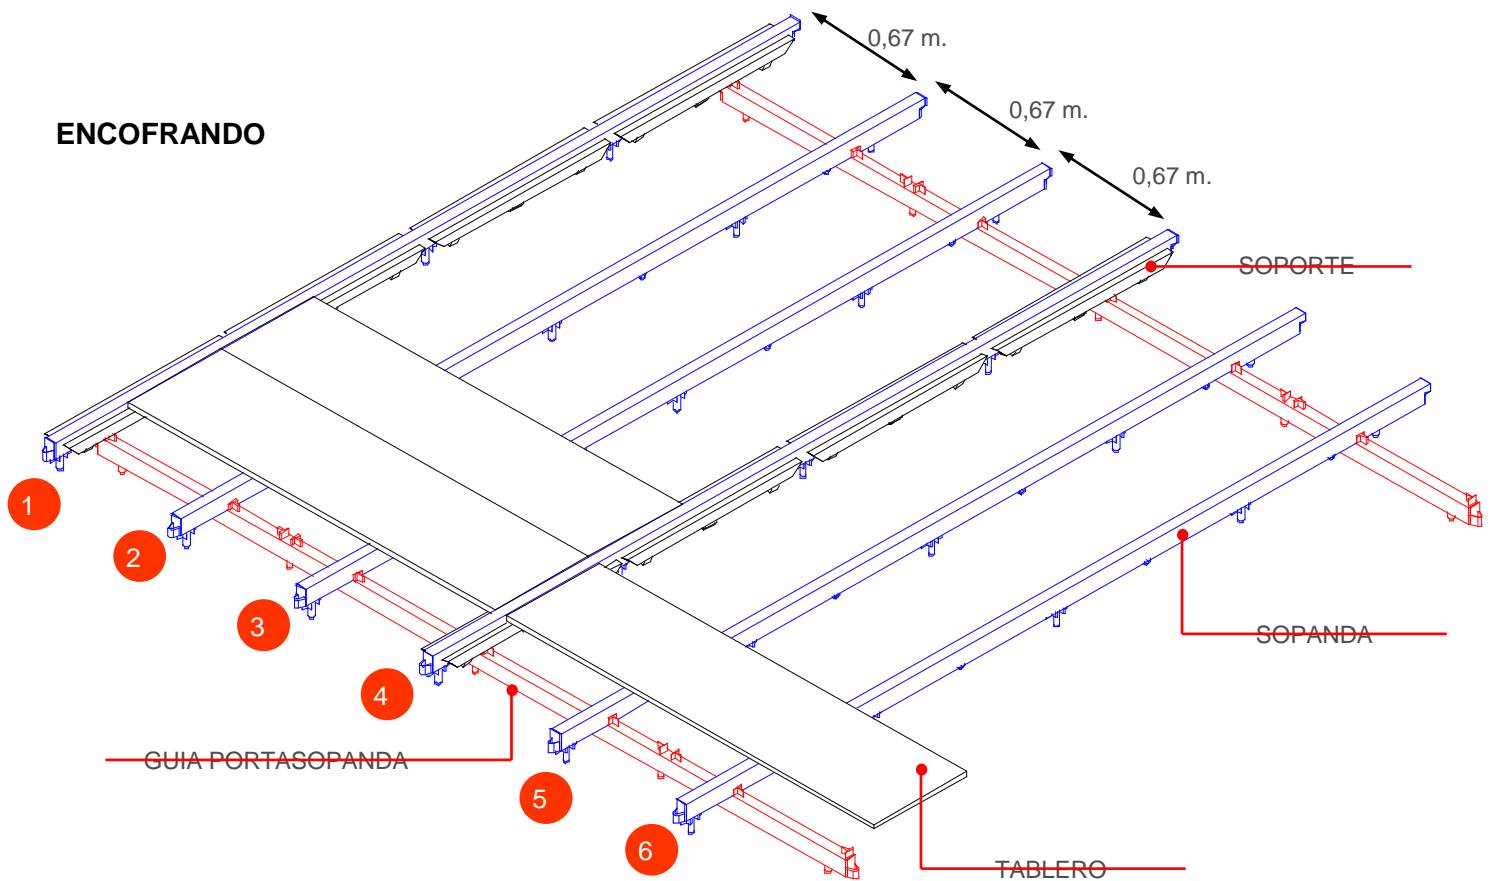 0,67 m.
0,67 m.
ENCOFRANDO
0,67 m.
SOPORTE
1
2
3
SOPANDA
4
GUIA PORTASOPANDA
5
6
TABLERO